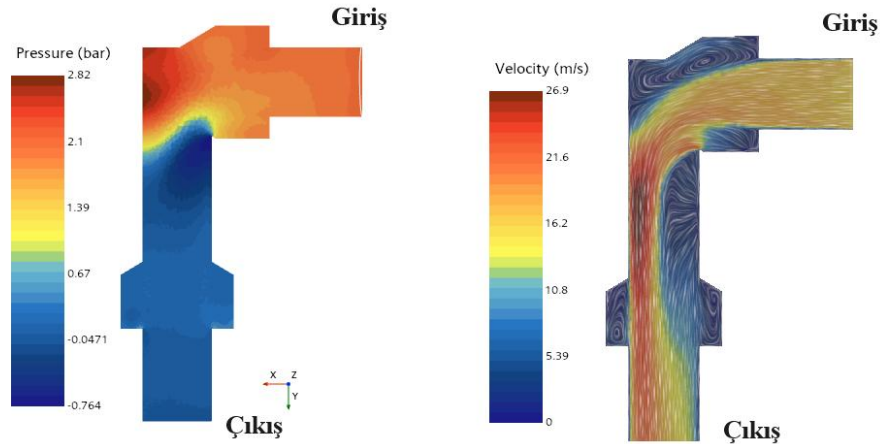 Giriş
Pressure (bar)
2.82
2.1
1.39
0.67
-0.0471
-0.764
X
Z
Y
Çıkış
Giriş
Velocity (m/s)
26.9
21.6
16.2
10.8
5.39
0
Çıkış